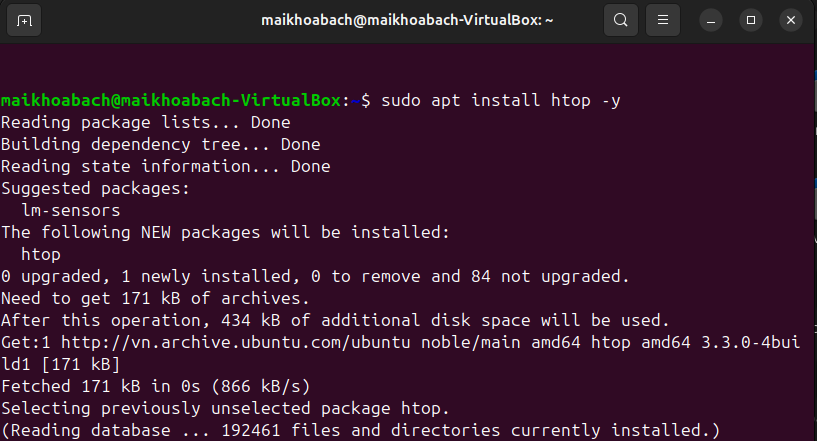 maikhoabach@maikhoabach-VirtualBox: ~
maikhoabach@maikhoabach-VirtualBox:~$ sudo apt install htop -y
Reading package lists... Done
Building dependency tree... Done
Reading state information... Done
Suggested packages:
  lm-sensors
The following NEW packages will be installed:
  htop
0 upgraded, 1 newly installed, 0 to remove and 84 not upgraded.
Need to get 171 kB of archives.
After this operation, 434 kB of additional disk space will be used.
Get:1 http://vn.archive.ubuntu.com/ubuntu noble/main amd64 htop amd64 3.3.0-4bui
ld1 [171 kB]
Fetched 171 kB in 0s (866 kB/s)
Selecting previously unselected package htop.
(Reading database ... 192461 files and directories currently installed.)